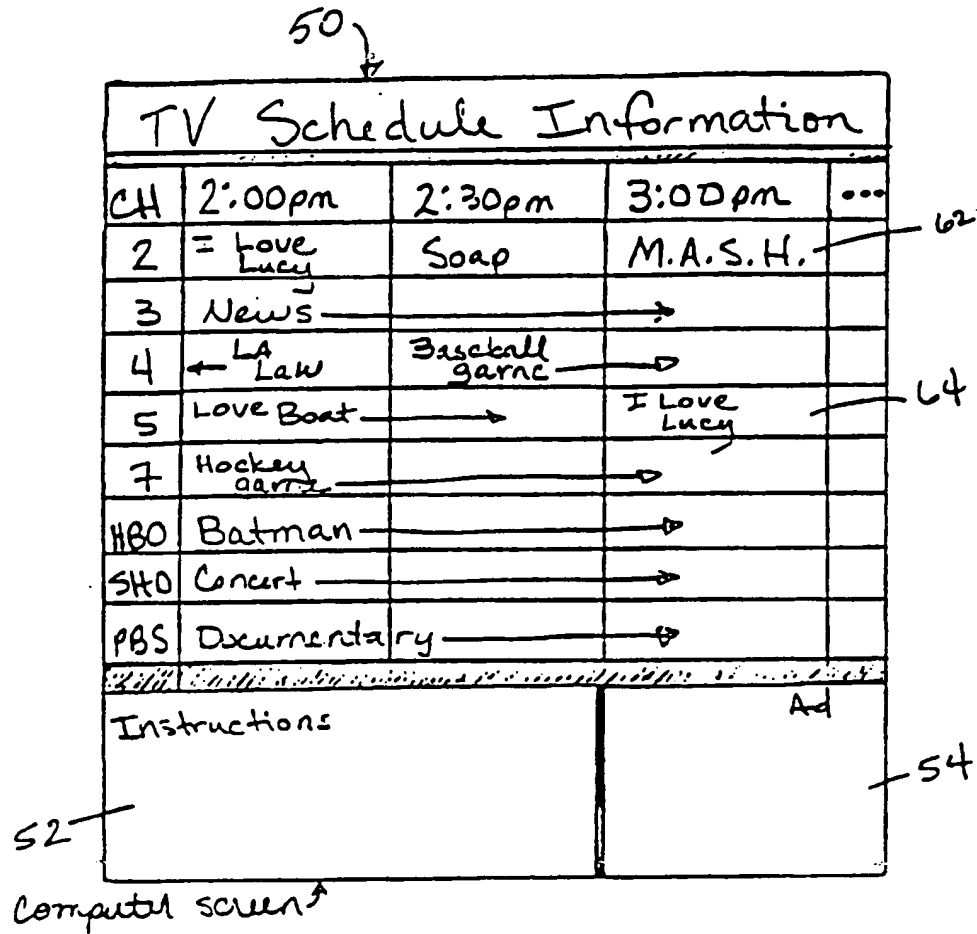 50
TV Schedule Information
CH 2:00pm 2:30pm 3:00pm ...
2 I Love Lucy Soap M.A.S.H. 62
3 News
4 LA Law Baseball game
5 Love Boat I Love Lucy 64
7 Hockey game
HBO Batman
SHO Concert
PBS Documentary
Instructions Ad
52 54
Computer screen